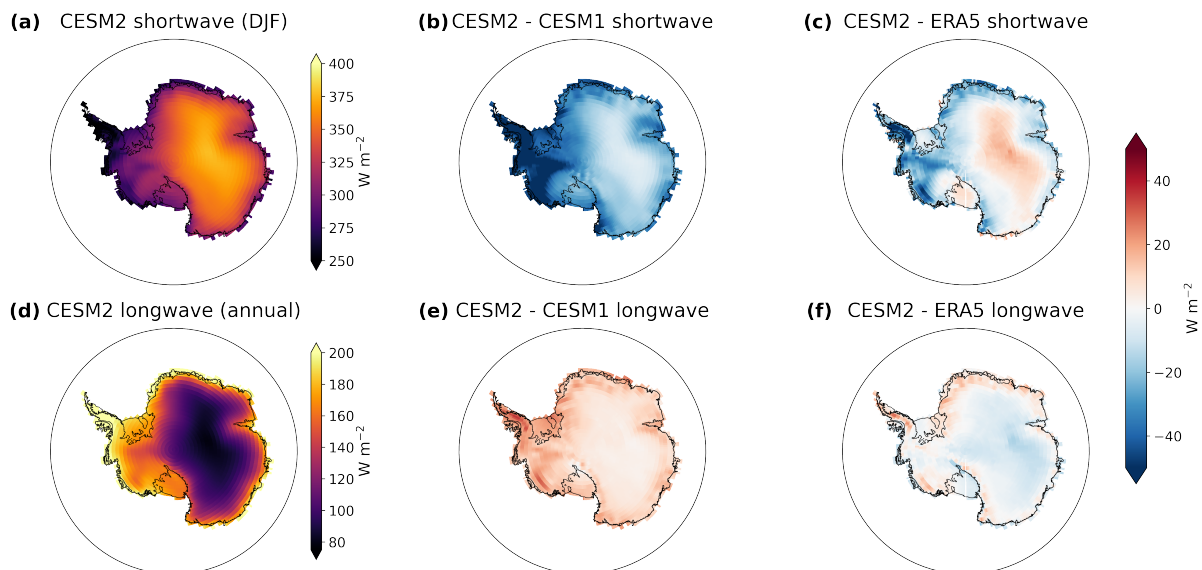 (a) CESM2 shortwave (DJF)
(b) CESM2 - CESM1 shortwave
(c) CESM2 - ERA5 shortwave
400
375
350
325
300
275
250
W m⁻²
40
20
0
−20
−40
W m⁻²
(d) CESM2 longwave (annual)
(e) CESM2 - CESM1 longwave
(f) CESM2 - ERA5 longwave
200
180
160
140
120
100
80
W m⁻²